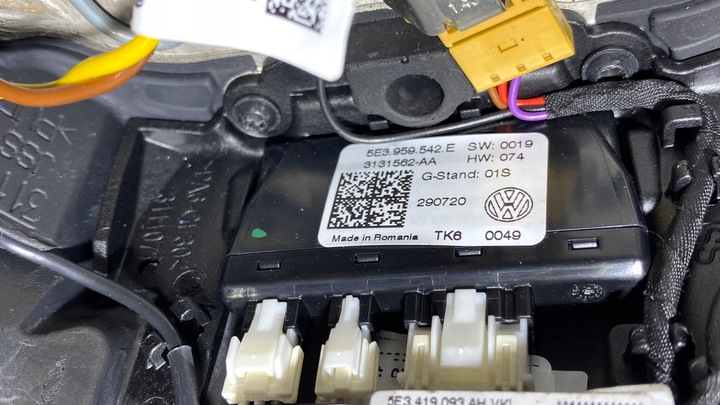 5E3.959.542.E SW: 0019
3131562-AA HW: 074
G-Stand: 01S
290720
Made in Romania TK6 0049
5E3 419 093 AH VKI